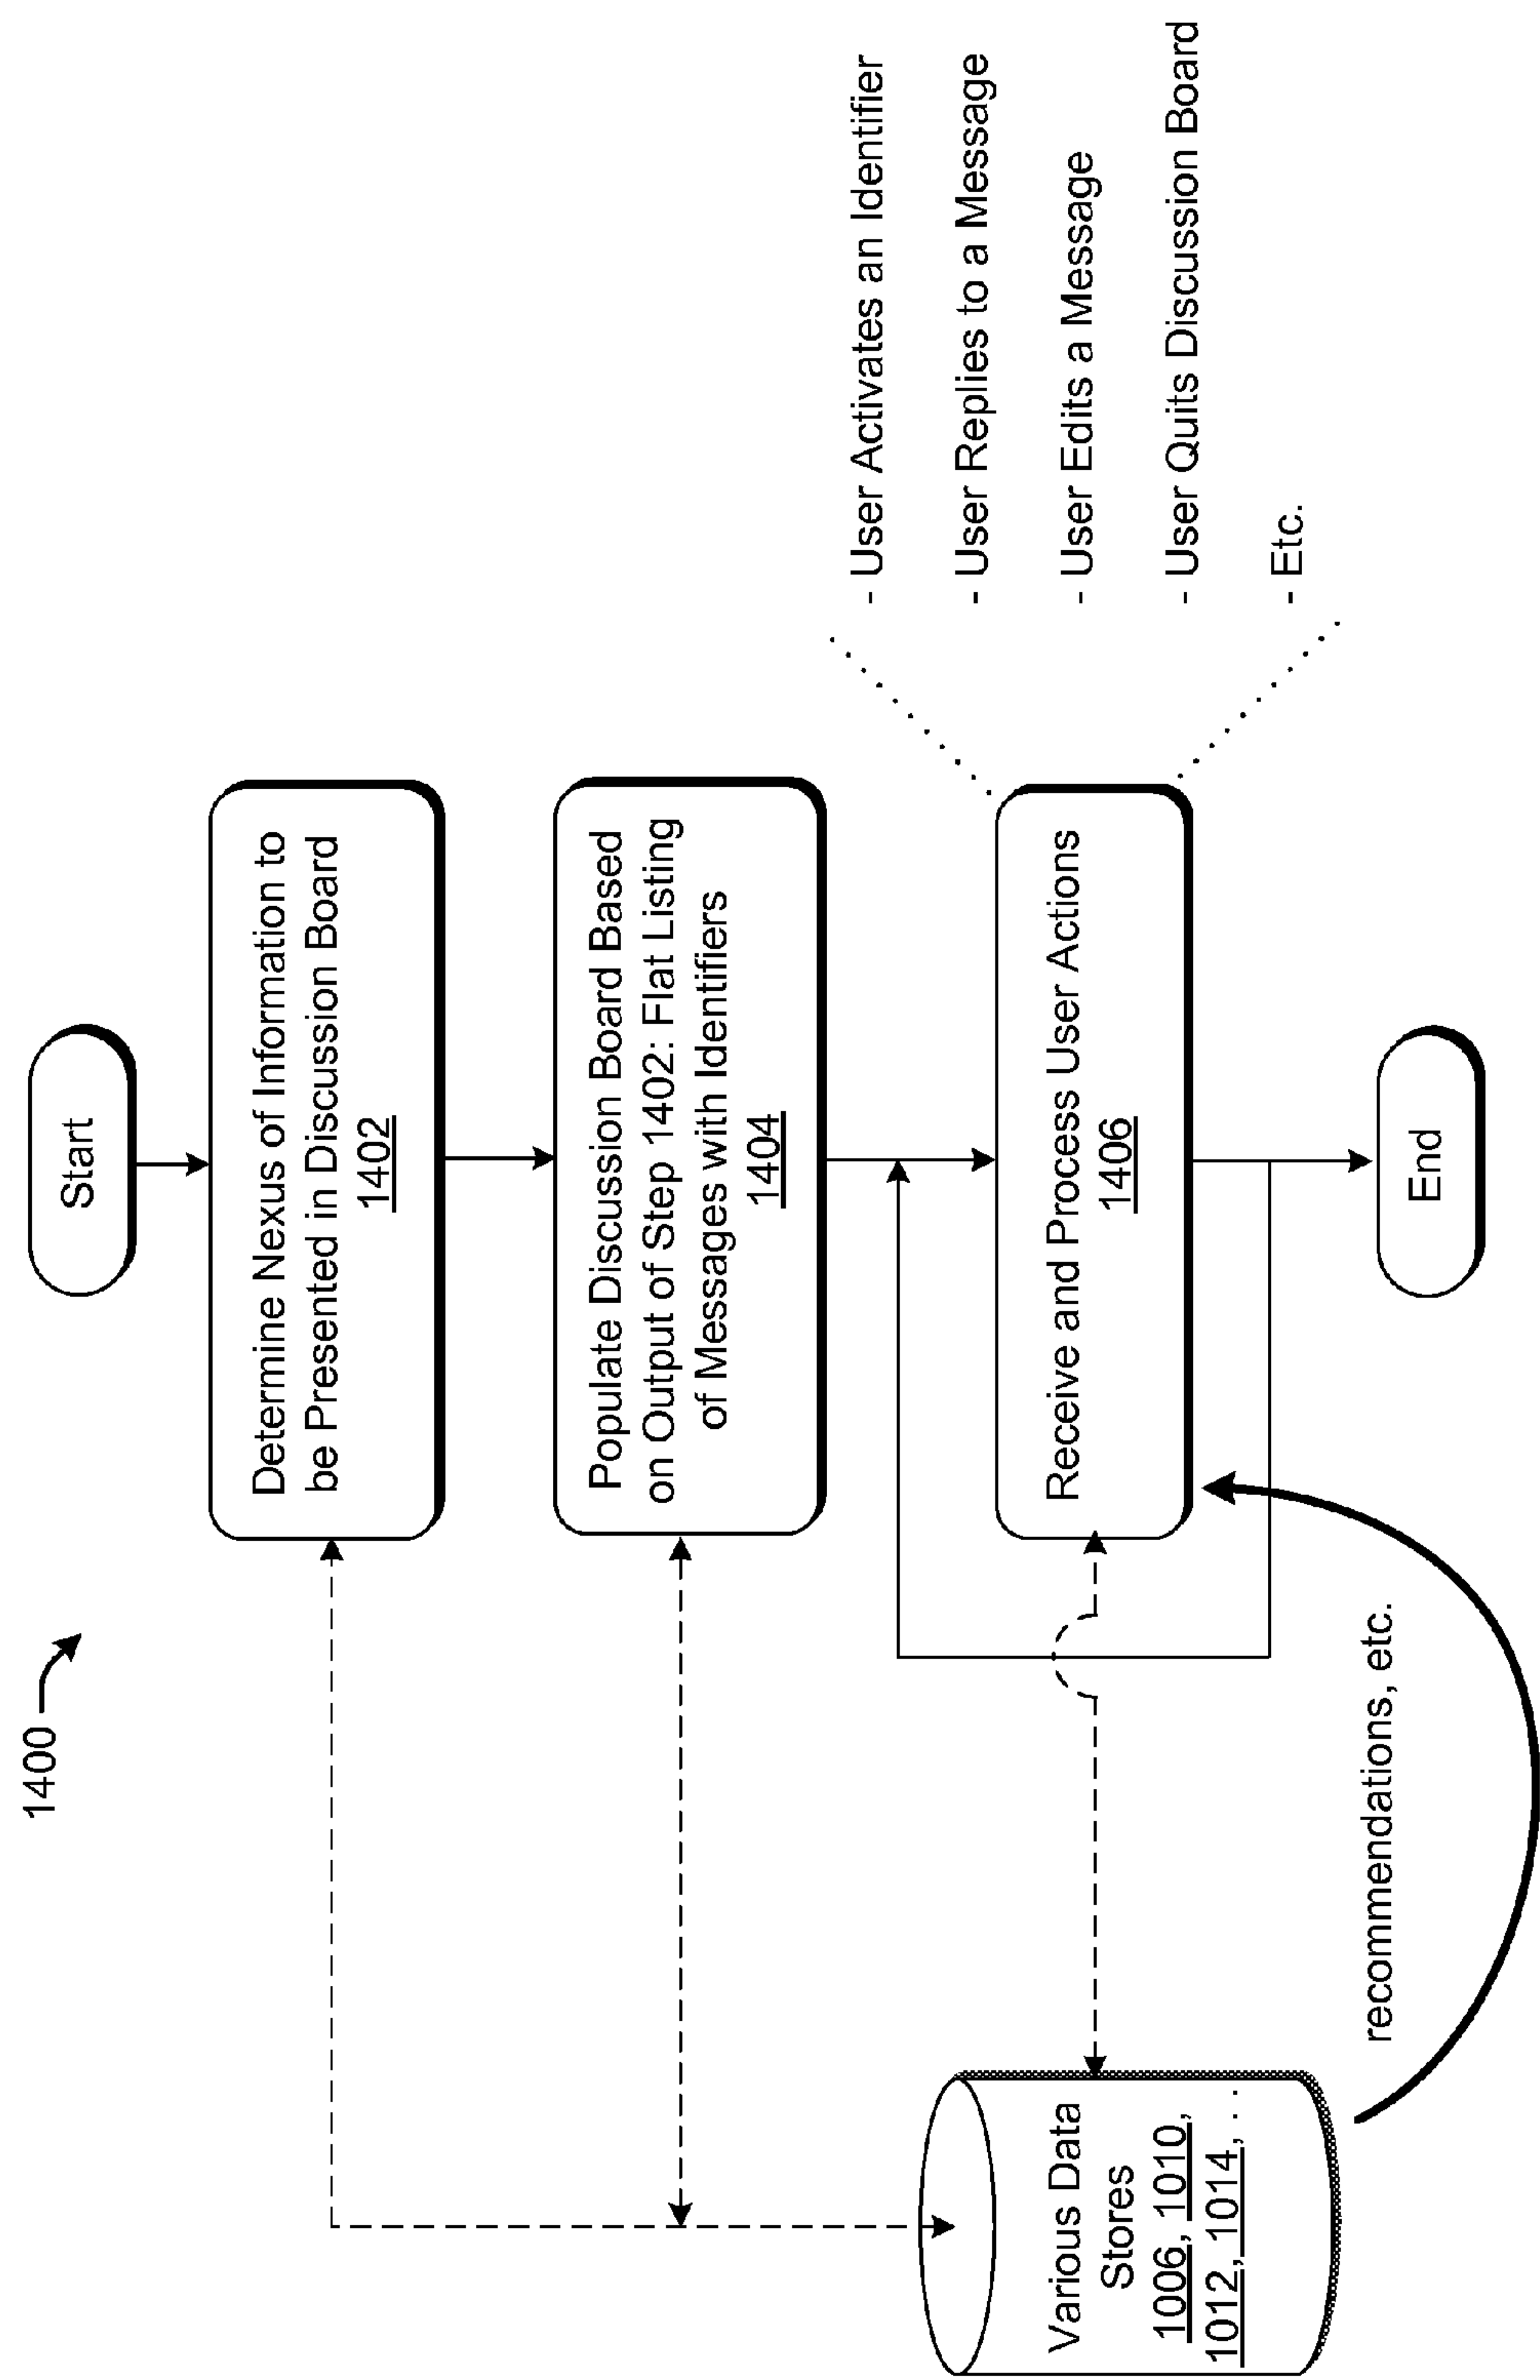 1400
Start
Determine Nexus of Information to
be Presented in Discussion Board
1402
Populate Discussion Board Based
on Output of Step 1402: Flat Listing
of Messages with Identifiers
1404
Receive and Process User Actions
1406
- User Activates an Identifier
- User Replies to a Message
- User Edits a Message
- User Quits Discussion Board
- Etc.
Various Data
Stores
1006, 1010,
1012, 1014, . .
recommendations, etc.
End